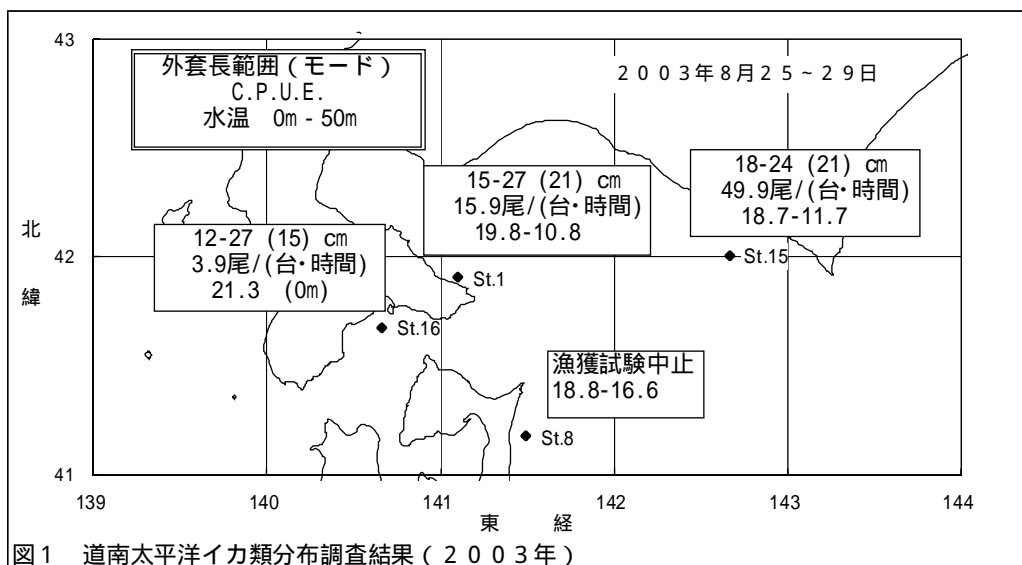 43
外套長範囲(モード)
C.P.U.E.
水温 0m - 50m
2003年8月25~29日
15-27 (21) cm
15.9尾/(台・時間)
19.8-10.8
18-24 (21) cm
49.9尾/(台・時間)
18.7-11.7
北
緯
42
12-27 (15) cm
3.9尾/(台・時間)
21.3 (0m)
St.1
St.15
St.16
漁獲試験中止
18.8-16.6
St.8
41
139 140 141 142 143 144
東 経
図1 道南太平洋イカ類分布調査結果(2003年)